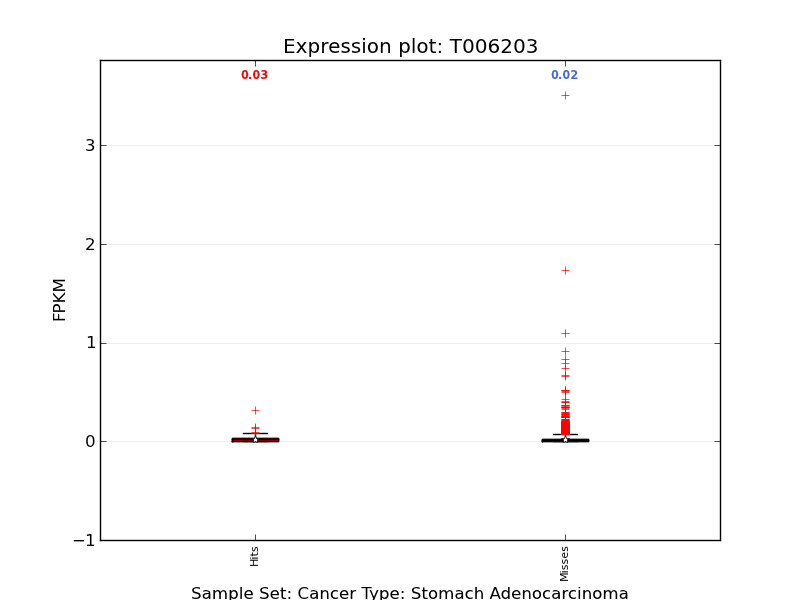 Expression plot: T006203
0.03
0.02
3
2
1
0
−1
FPKM
Hits
Misses
Sample Set: Cancer Type: Stomach Adenocarcinoma